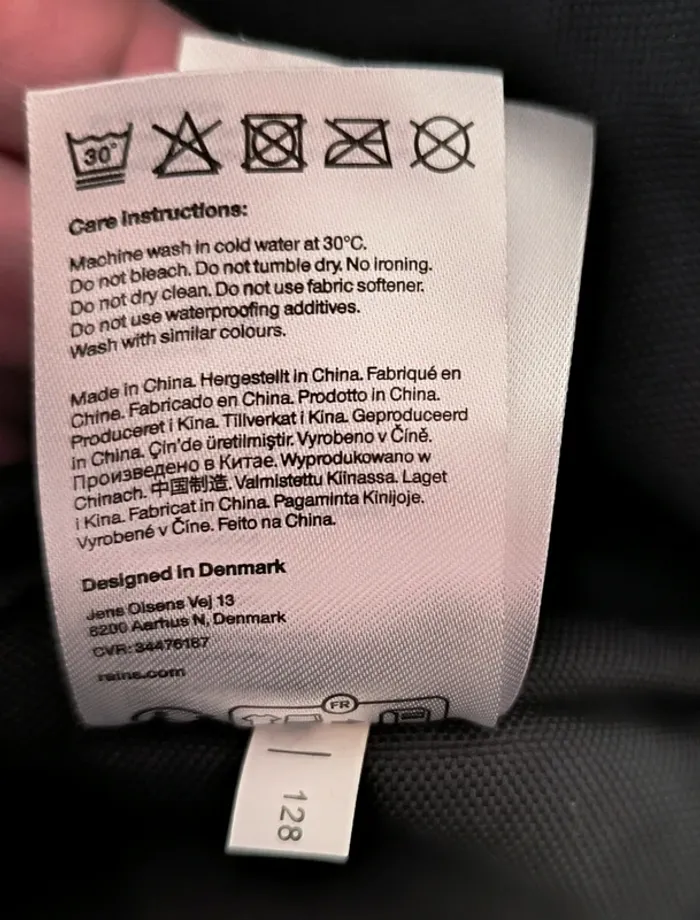 30°
Care instructions:
Machine wash in cold water at 30°C.
Do not bleach. Do not tumble dry. No ironing.
Do not dry clean. Do not use fabric softener.
Do not use waterproofing additives.
Wash with similar colours.
Made in China. Hergestellt in China. Fabriqué en
Chine. Fabricado en China. Prodotto in China.
Produceret i Kina. Tillverkat i Kina. Geproduceerd
in China. Çin'de üretilmiştir. Vyrobeno v Číně.
Произведено в Китае. Wyprodukowano w
Chinach. 中国制造. Valmistettu Kiinassa. Laget
i Kina. Fabricat in China. Pagaminta Kinijoje.
Vyrobené v Číne. Feito na China.
Designed in Denmark
Jens Olsens Vej 13
8200 Aarhus N, Denmark
CVR: 34476187
rains.com
FR
128